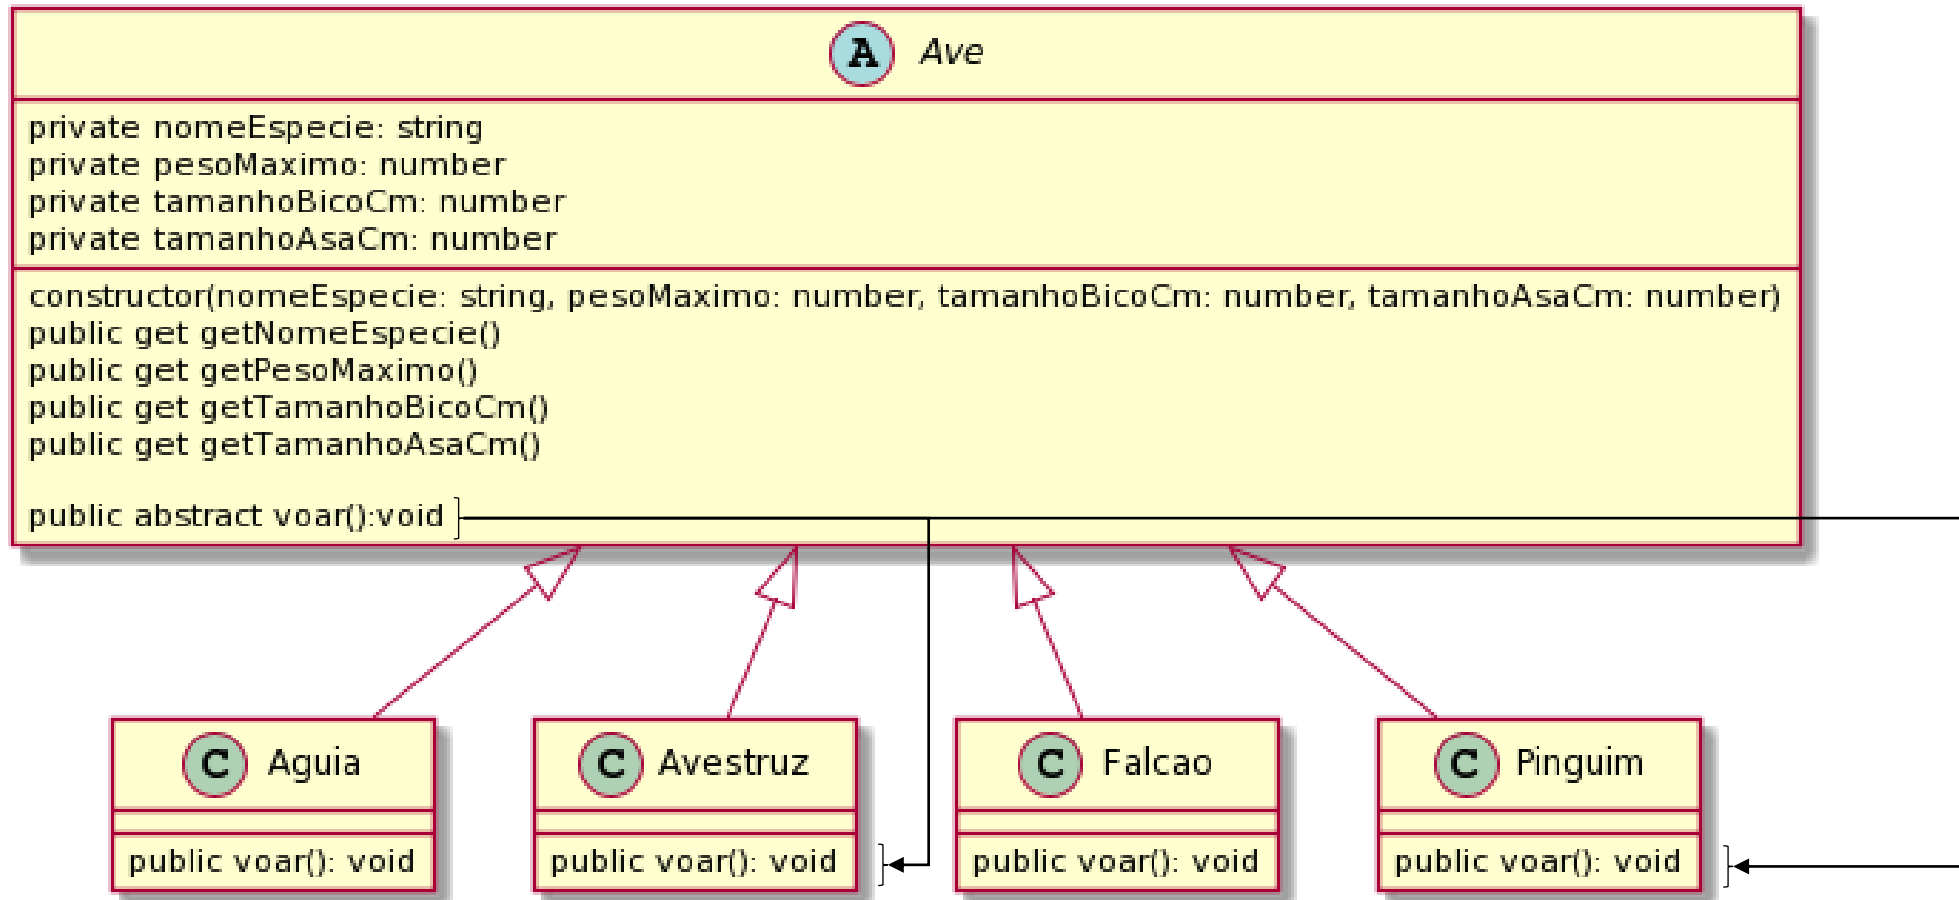 A Ave
private nomeEspecie: string
private pesoMaximo: number
private tamanhoBicoCm: number
private tamanhoAsaCm: number
constructor(nomeEspecie: string, pesoMaximo: number, tamanhoBicoCm: number, tamanhoAsaCm: number)
public get getNomeEspecie()
public get getPesoMaximo()
public get getTamanhoBicoCm()
public get getTamanhoAsaCm()
public abstract voar():void
C Aguia
public voar(): void
C Avestruz
public voar(): void
C Falcao
public voar(): void
C Pinguim
public voar(): void